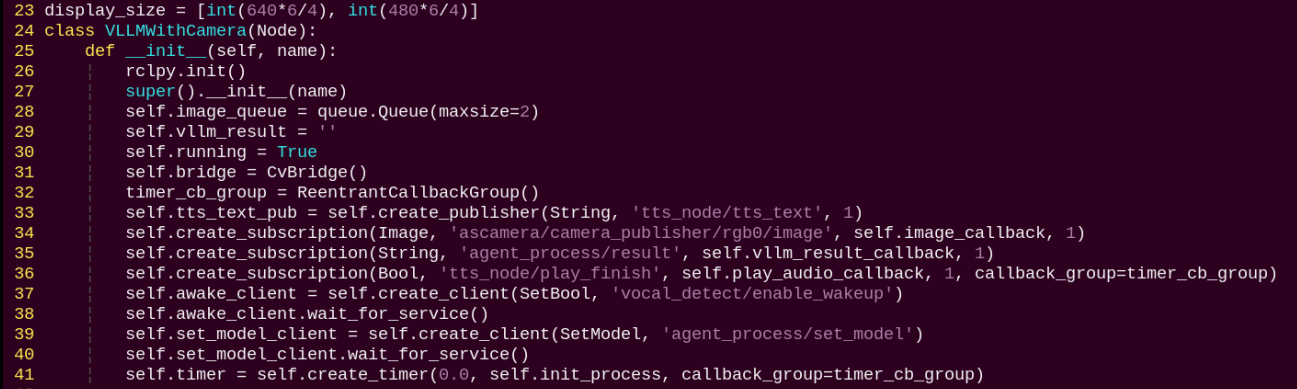 23 display_size = [int(640*6/4), int(480*6/4)]
24 class VLLMWithCamera(Node):
25     def __init__(self, name):
26     ¦   rclpy.init()
27     ¦   super().__init__(name)
28     ¦   self.image_queue = queue.Queue(maxsize=2)
29     ¦   self.vllm_result = ''
30     ¦   self.running = True
31     ¦   self.bridge = CvBridge()
32     ¦   timer_cb_group = ReentrantCallbackGroup()
33     ¦   self.tts_text_pub = self.create_publisher(String, 'tts_node/tts_text', 1)
34     ¦   self.create_subscription(Image, 'ascamera/camera_publisher/rgb0/image', self.image_callback, 1)
35     ¦   self.create_subscription(String, 'agent_process/result', self.vllm_result_callback, 1)
36     ¦   self.create_subscription(Bool, 'tts_node/play_finish', self.play_audio_callback, 1, callback_group=timer_cb_group)
37     ¦   self.awake_client = self.create_client(SetBool, 'vocal_detect/enable_wakeup')
38     ¦   self.awake_client.wait_for_service()
39     ¦   self.set_model_client = self.create_client(SetModel, 'agent_process/set_model')
40     ¦   self.set_model_client.wait_for_service()
41     ¦   self.timer = self.create_timer(0.0, self.init_process, callback_group=timer_cb_group)